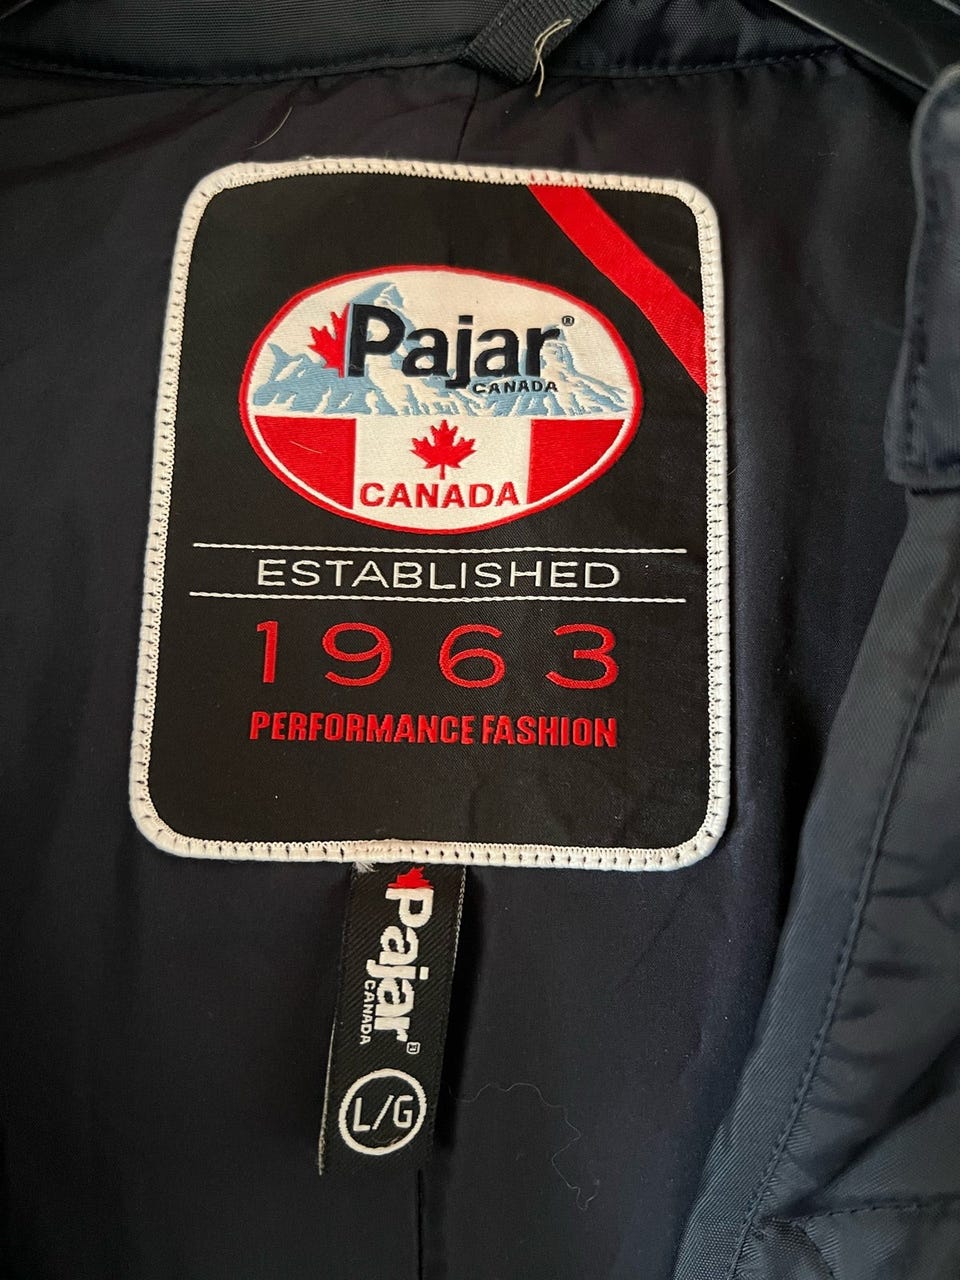 Pajar®
CANADA
CANADA
ESTABLISHED
1963
PERFORMANCE FASHION
Pajar®
CANADA
L/G